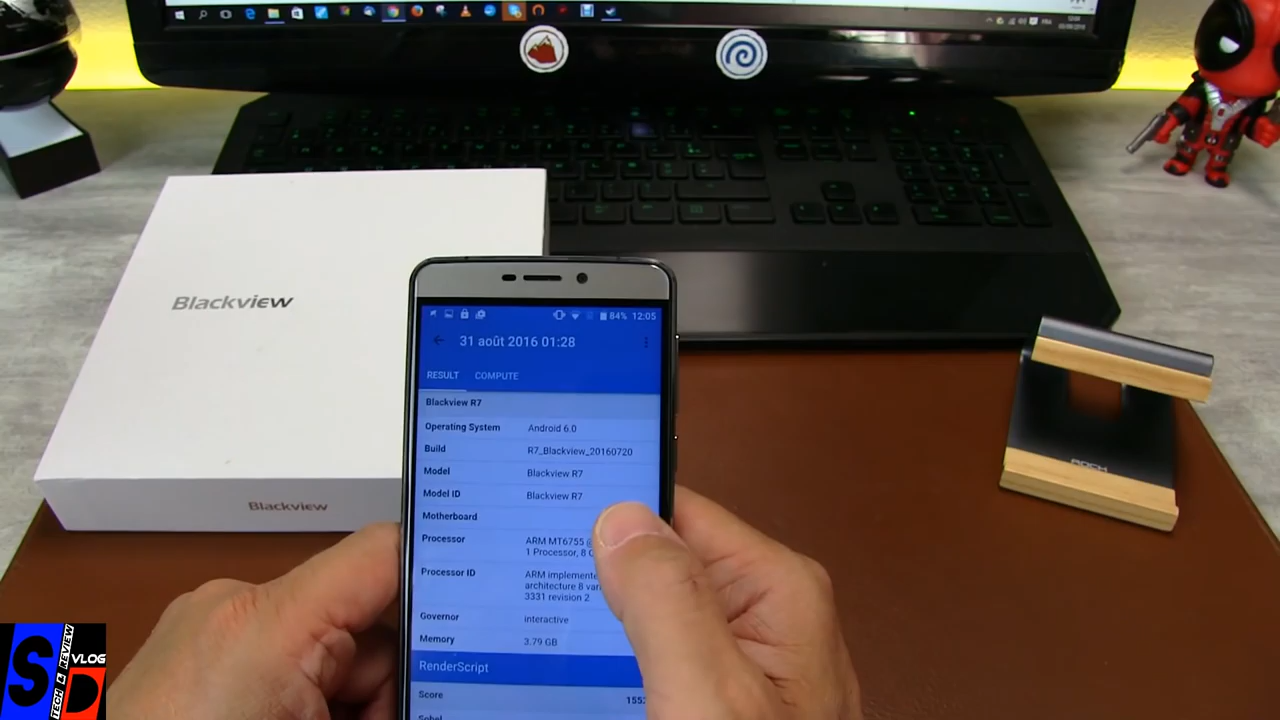 Blackview
Blackview
84% 12:05
31 août 2016 01:28
RESULT COMPUTE
Blackview R7
Operating System Android 6.0
Build R7_Blackview_20160720
Model Blackview R7
Model ID Blackview R7
Motherboard
Processor ARM MT6755
1 Processor, 8
Processor ID ARM
architecture 8
3331 revision 2
Governor interactive
Memory 3.79 GB
RenderScript
Score
Sobel
ROCK
SD
TECH & REVIEW
VLOG